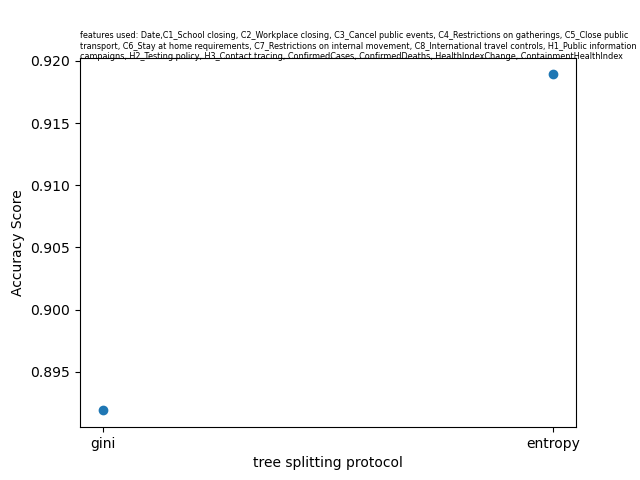 features used: Date,C1_School closing, C2_Workplace closing, C3_Cancel public events, C4_Restrictions on gatherings, C5_Close public
transport, C6_Stay at home requirements, C7_Restrictions on internal movement, C8_International travel controls, H1_Public information
campaigns, H2_Testing policy, H3_Contact tracing, ConfirmedCases, ConfirmedDeaths, HealthIndexChange, ContainmentHealthIndex
0.920
0.915
0.910
0.905
0.900
0.895
Accuracy Score
gini
entropy
tree splitting protocol